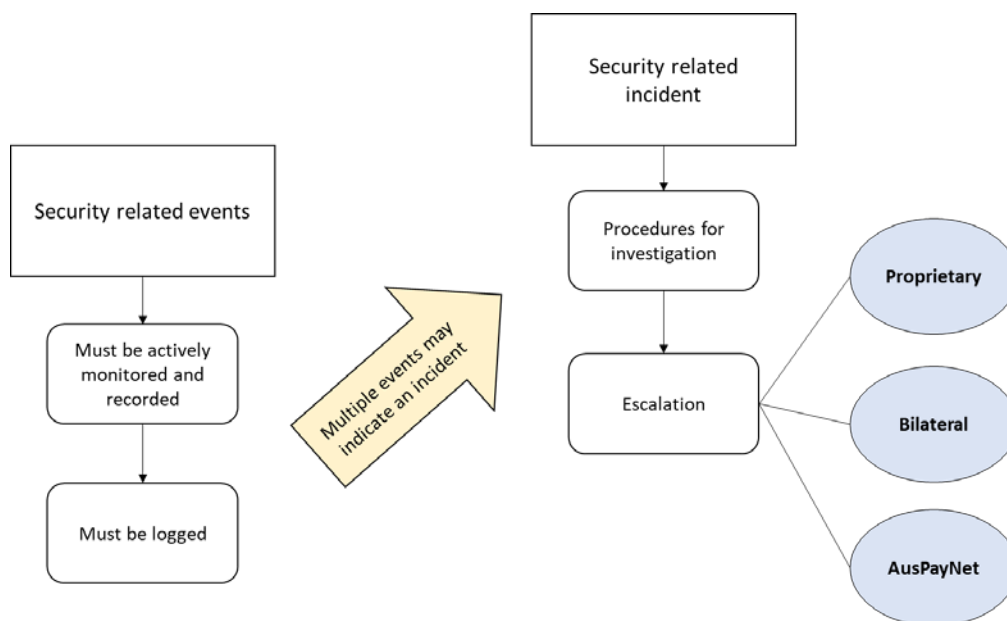 Security related events
Must be actively
monitored and
recorded
Must be logged
Multiple events may
indicate an incident
Security related
incident
Procedures for
investigation
Escalation
Proprietary
Bilateral
AusPayNet